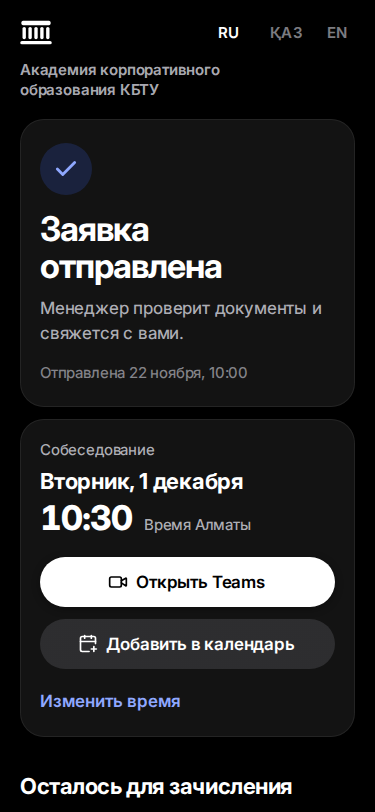 RU ҚАЗ EN
Академия корпоративного
образования КБТУ
Заявка
отправлена
Менеджер проверит документы и
свяжется с вами.
Отправлена 22 ноября, 10:00
Собеседование
Вторник, 1 декабря
10:30 Время Алматы
Открыть Teams
Добавить в календарь
Изменить время
Осталось для зачисления